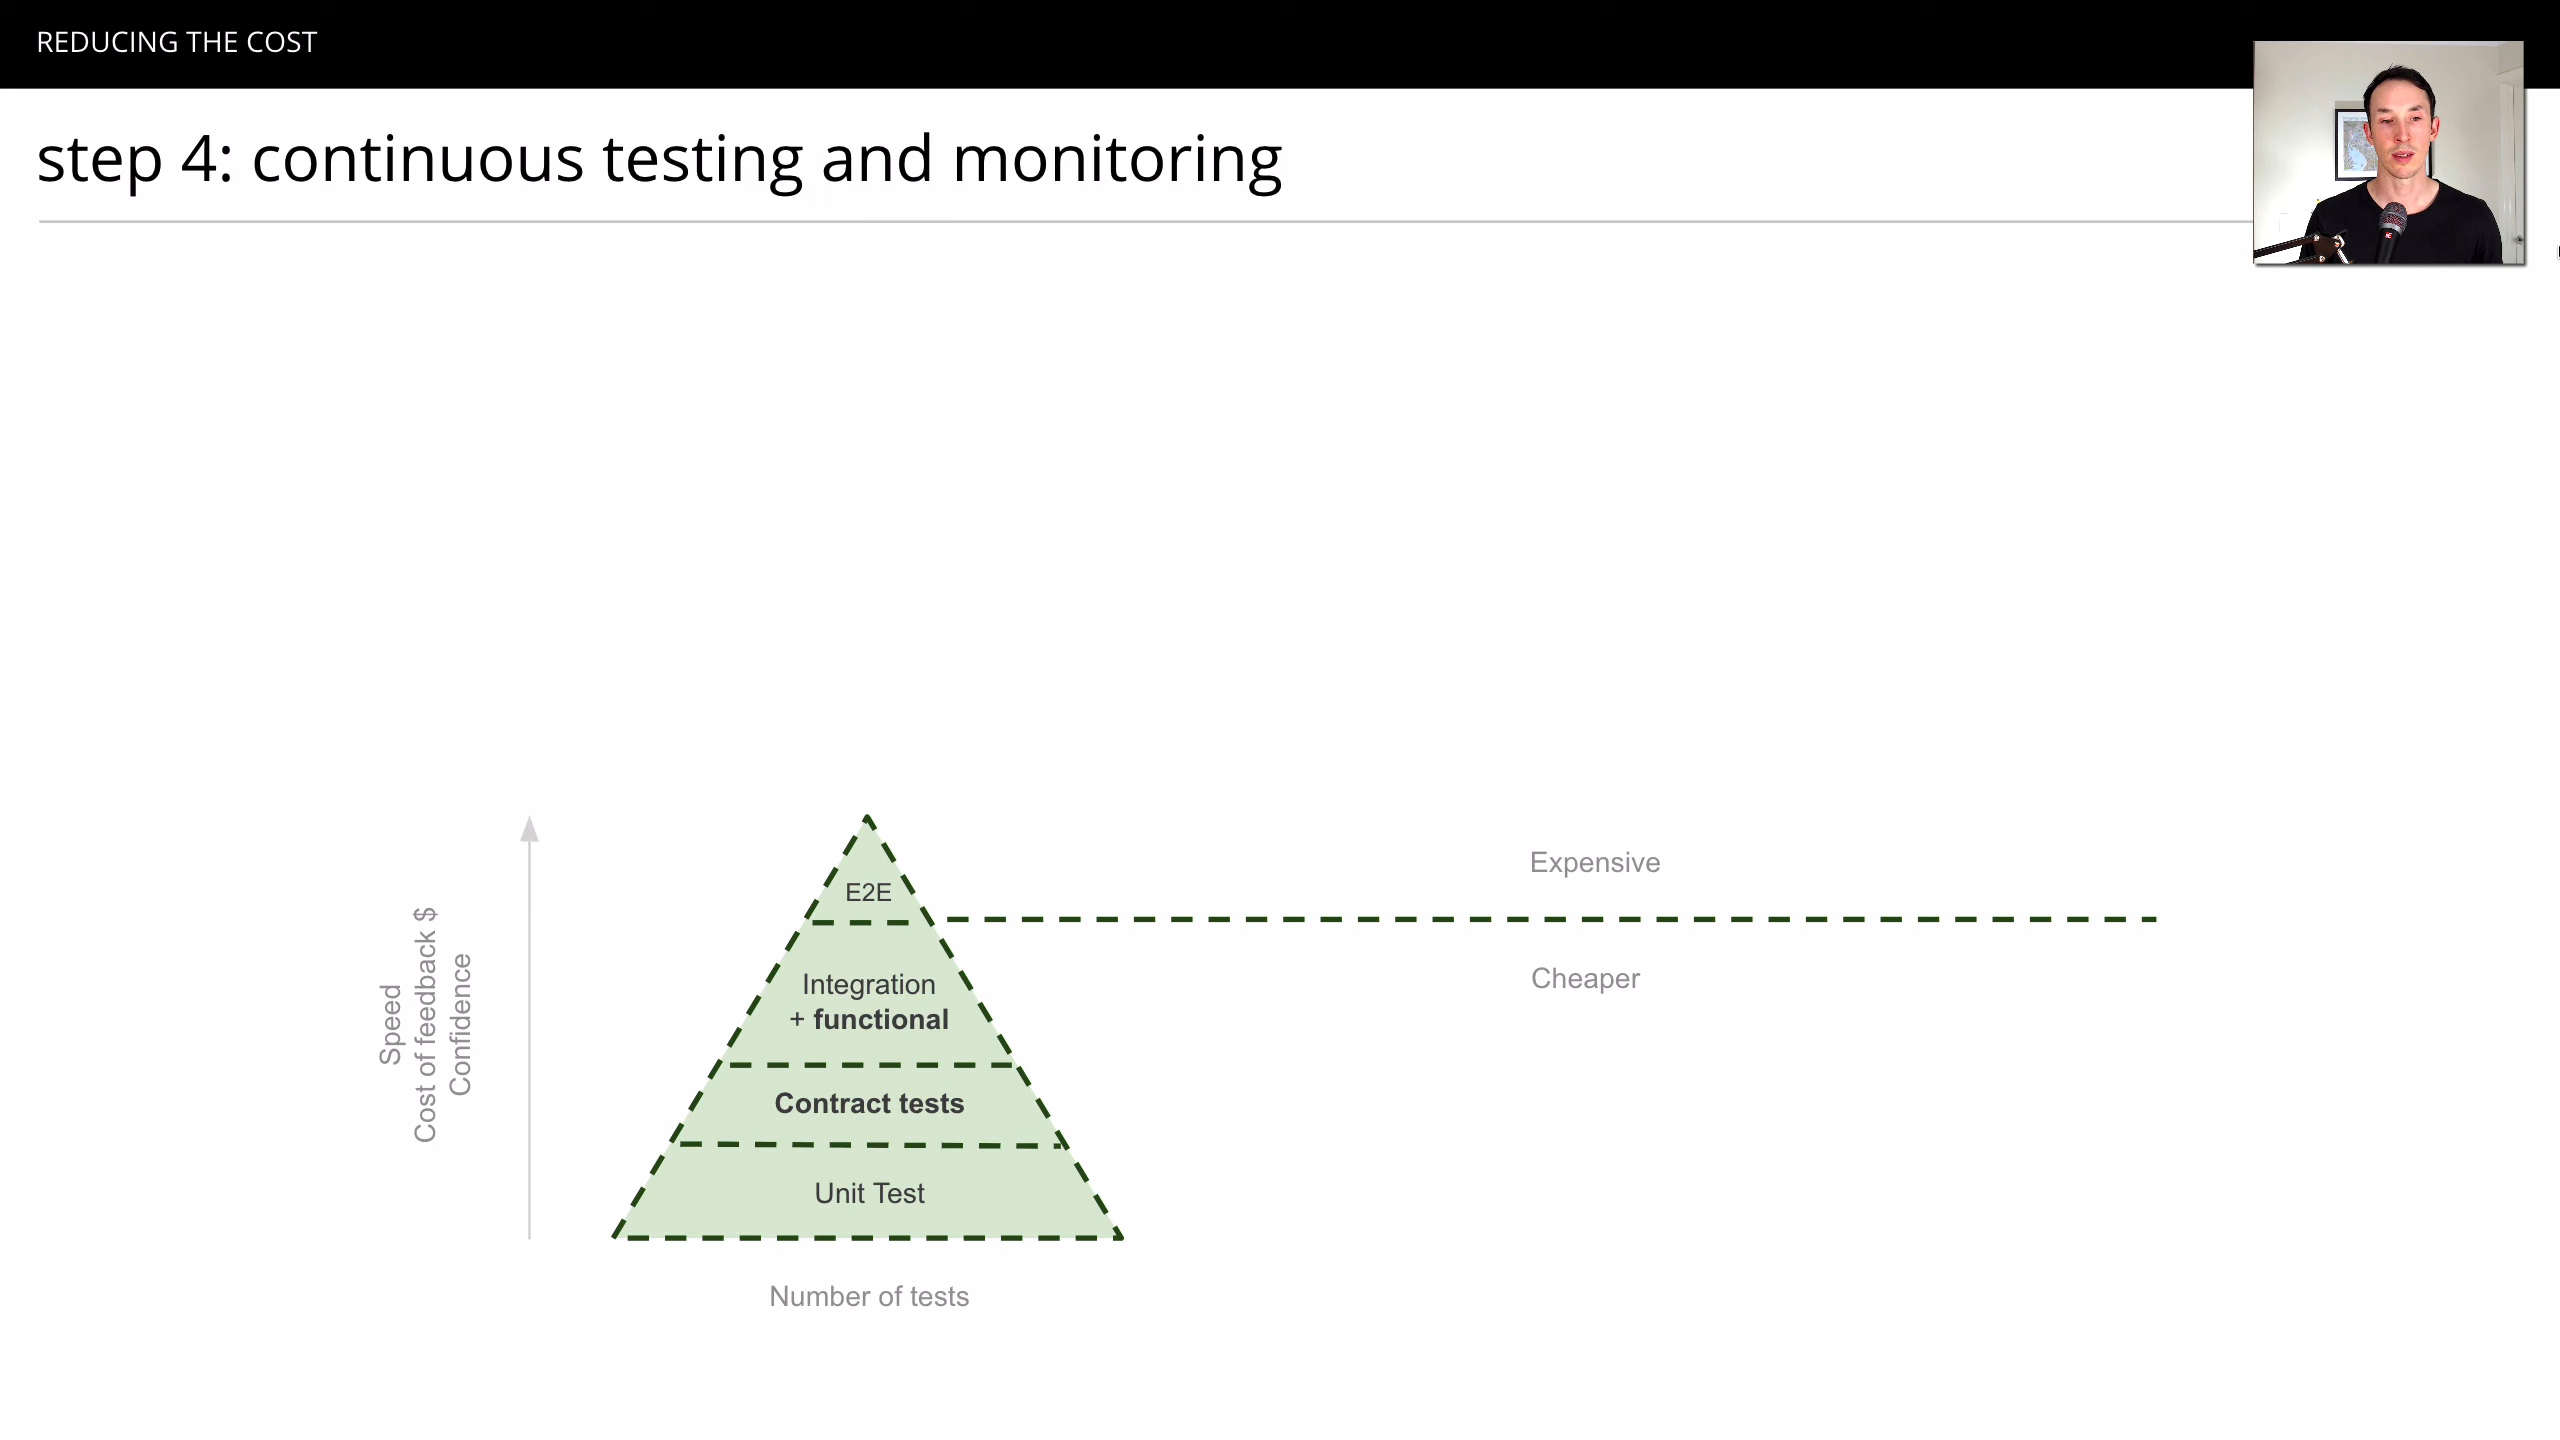 REDUCING THE COST
step 4: continuous testing and monitoring
Speed
Cost of feedback $
Confidence
E2E
Integration
+ functional
Contract tests
Unit Test
Number of tests
Expensive
Cheaper